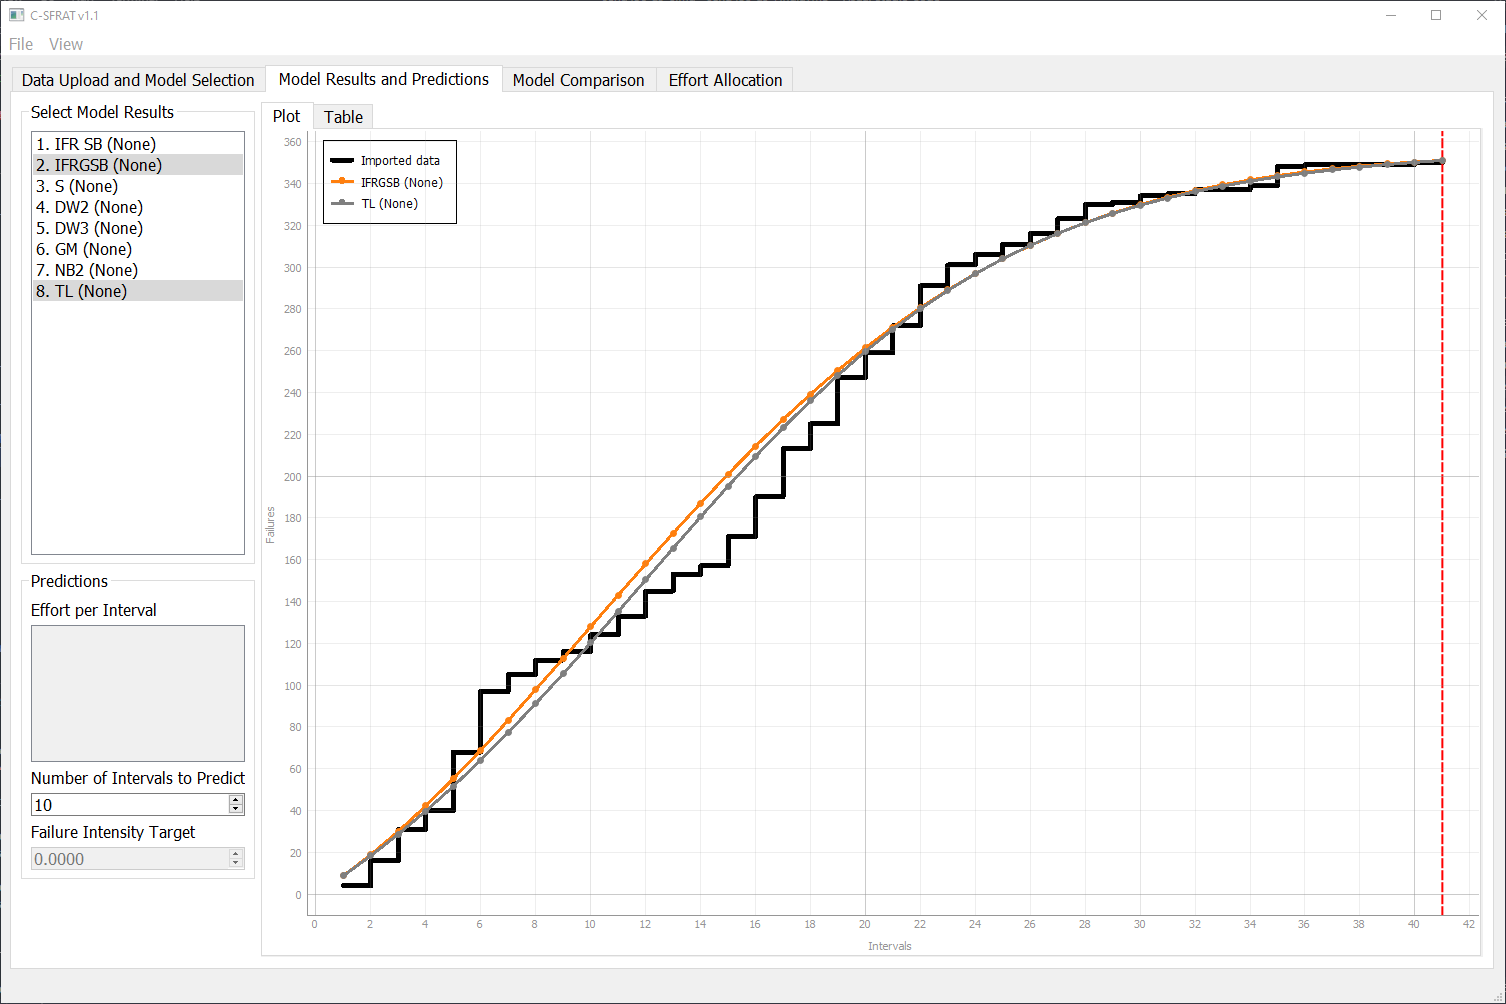 C-SFRAT v1.1
File View
Data Upload and Model Selection Model Results and Predictions Model Comparison Effort Allocation
Select Model Results
1. IFR SB (None)
2. IFRGSB (None)
3. S (None)
4. DW2 (None)
5. DW3 (None)
6. GM (None)
7. NB2 (None)
8. TL (None)
Predictions
Effort per Interval
Number of Intervals to Predict
10
Failure Intensity Target
0.0000
Plot Table
Imported data
IFRGSB (None)
TL (None)
360
340
320
300
280
260
240
220
200
180
160
140
120
100
80
60
40
20
0
Failures
0 2 4 6 8 10 12 14 16 18 20 22 24 26 28 30 32 34 36 38 40 42
Intervals